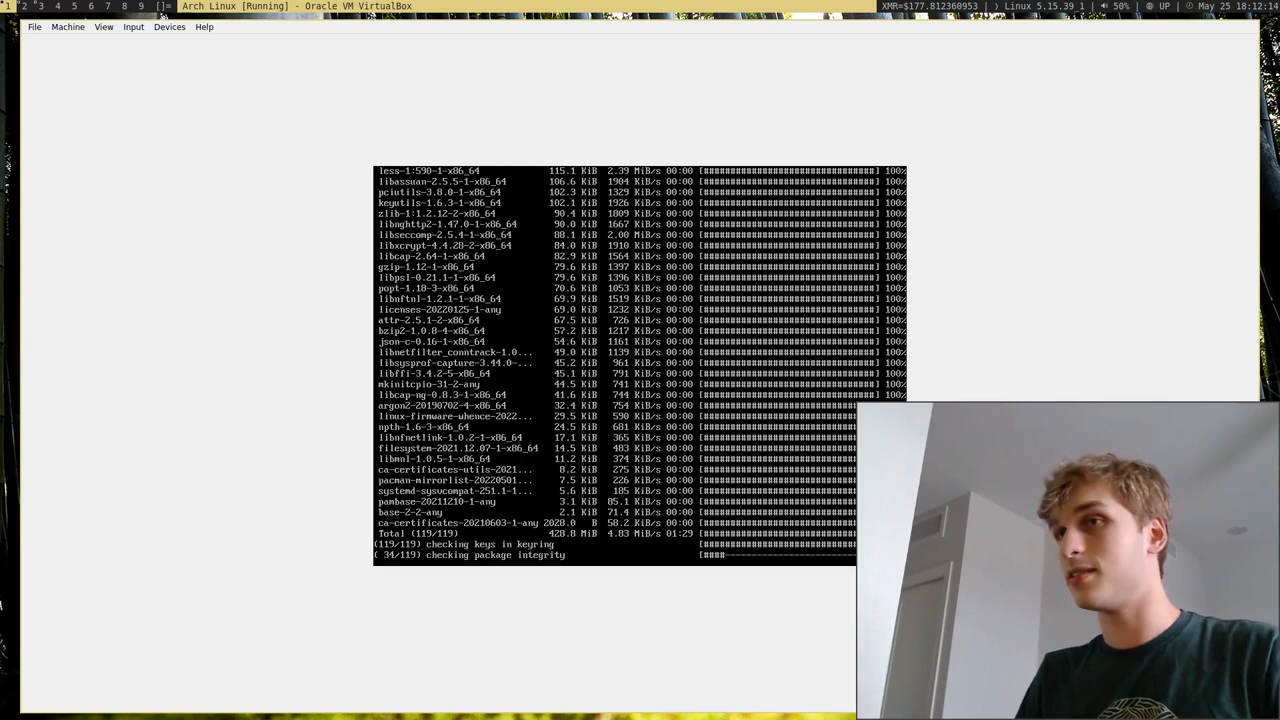 1 2 3 4 5 6 7 8 9 []= Arch Linux [Running] - Oracle VM VirtualBox XMR=$177.812360953 | Linux 5.15.39 1 | 50% | UP | May 25 18:12:14
File Machine View Input Devices Help
less-1:590-1-x86_64 115.1 KiB 2.39 MiB/s 00:00 [################################] 100%
libassuan-2.5.5-1-x86_64 106.6 KiB 1904 KiB/s 00:00 [################################] 100%
pciutils-3.8.0-1-x86_64 102.3 KiB 1329 KiB/s 00:00 [################################] 100%
keyutils-1.6.3-1-x86_64 102.1 KiB 1926 KiB/s 00:00 [################################] 100%
zlib-1:1.2.12-2-x86_64 90.4 KiB 1809 KiB/s 00:00 [################################] 100%
libnghttp2-1.47.0-1-x86_64 90.0 KiB 1667 KiB/s 00:00 [################################] 100%
libseccomp-2.5.4-1-x86_64 88.1 KiB 2.00 MiB/s 00:00 [################################] 100%
libxcrypt-4.4.28-2-x86_64 84.0 KiB 1910 KiB/s 00:00 [################################] 100%
libcap-2.64-1-x86_64 82.9 KiB 1564 KiB/s 00:00 [################################] 100%
gzip-1.12-1-x86_64 79.6 KiB 1397 KiB/s 00:00 [################################] 100%
libpsl-0.21.1-1-x86_64 79.6 KiB 1396 KiB/s 00:00 [################################] 100%
popt-1.18-3-x86_64 70.6 KiB 1053 KiB/s 00:00 [################################] 100%
libnftnl-1.2.1-1-x86_64 69.9 KiB 1519 KiB/s 00:00 [################################] 100%
licenses-20220125-1-any 69.0 KiB 1232 KiB/s 00:00 [################################] 100%
attr-2.5.1-2-x86_64 67.5 KiB 726 KiB/s 00:00 [################################] 100%
bzip2-1.0.8-4-x86_64 57.2 KiB 1217 KiB/s 00:00 [################################] 100%
json-c-0.16-1-x86_64 54.6 KiB 1161 KiB/s 00:00 [################################] 100%
libnetfilter_conntrack-1.0... 49.0 KiB 1139 KiB/s 00:00 [################################] 100%
libsysprof-capture-3.44.0-... 45.2 KiB 961 KiB/s 00:00 [################################] 100%
libffi-3.4.2-5-x86_64 45.1 KiB 791 KiB/s 00:00 [################################] 100%
mkinitcpio-31-2-any 44.5 KiB 741 KiB/s 00:00 [################################] 100%
libcap-ng-0.8.3-1-x86_64 41.6 KiB 744 KiB/s 00:00 [################################] 100%
argon2-20190702-4-x86_64 32.4 KiB 754 KiB/s 00:00 [#############################
linux-firmware-whence-2022... 29.5 KiB 590 KiB/s 00:00 [#############################
npth-1.6-3-x86_64 24.5 KiB 681 KiB/s 00:00 [#############################
libnfnetlink-1.0.2-1-x86_64 17.1 KiB 365 KiB/s 00:00 [#############################
filesystem-2021.12.07-1-x86_64 14.5 KiB 483 KiB/s 00:00 [#############################
libmnl-1.0.5-1-x86_64 11.2 KiB 374 KiB/s 00:00 [#############################
ca-certificates-utils-2021... 8.2 KiB 275 KiB/s 00:00 [#############################
pacman-mirrorlist-20220501... 7.5 KiB 226 KiB/s 00:00 [#############################
systemd-sysvcompat-251.1-1... 5.6 KiB 185 KiB/s 00:00 [#############################
pambase-20211210-1-any 3.1 KiB 85.1 KiB/s 00:00 [#############################
base-2-2-any 2.1 KiB 71.4 KiB/s 00:00 [#############################
ca-certificates-20210603-1-any 2028.0 B 58.2 KiB/s 00:00 [#############################
Total (119/119) 428.8 MiB 4.83 MiB/s 01:29 [#############################
(119/119) checking keys in keyring [#############################
( 34/119) checking package integrity [####-------------------------